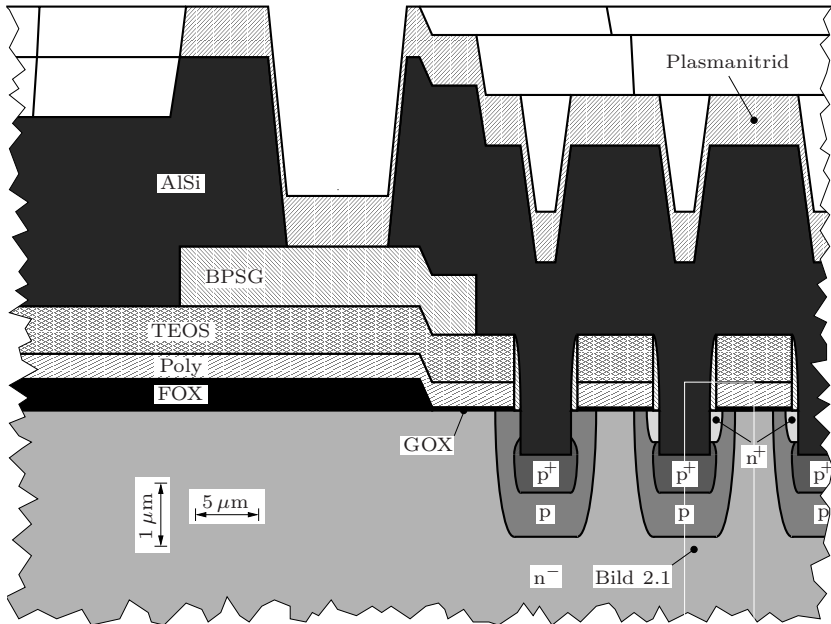 Plasmanitrid
AlSi
BPSG
TEOS
Poly
FOX
GOX
n+
p+
p+
p+
p
p
p
1 μm
5 μm
n−
Bild 2.1